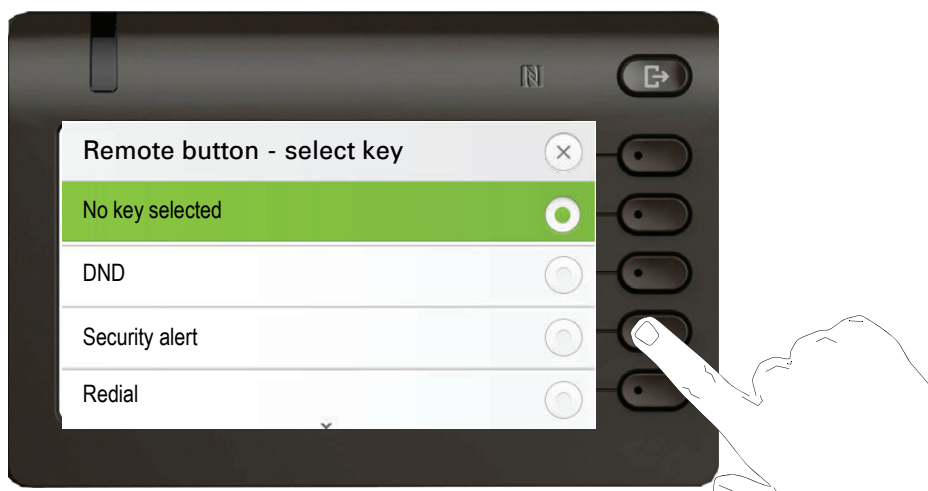 Remote button - select key
No key selected
DND
Security alert
Redial